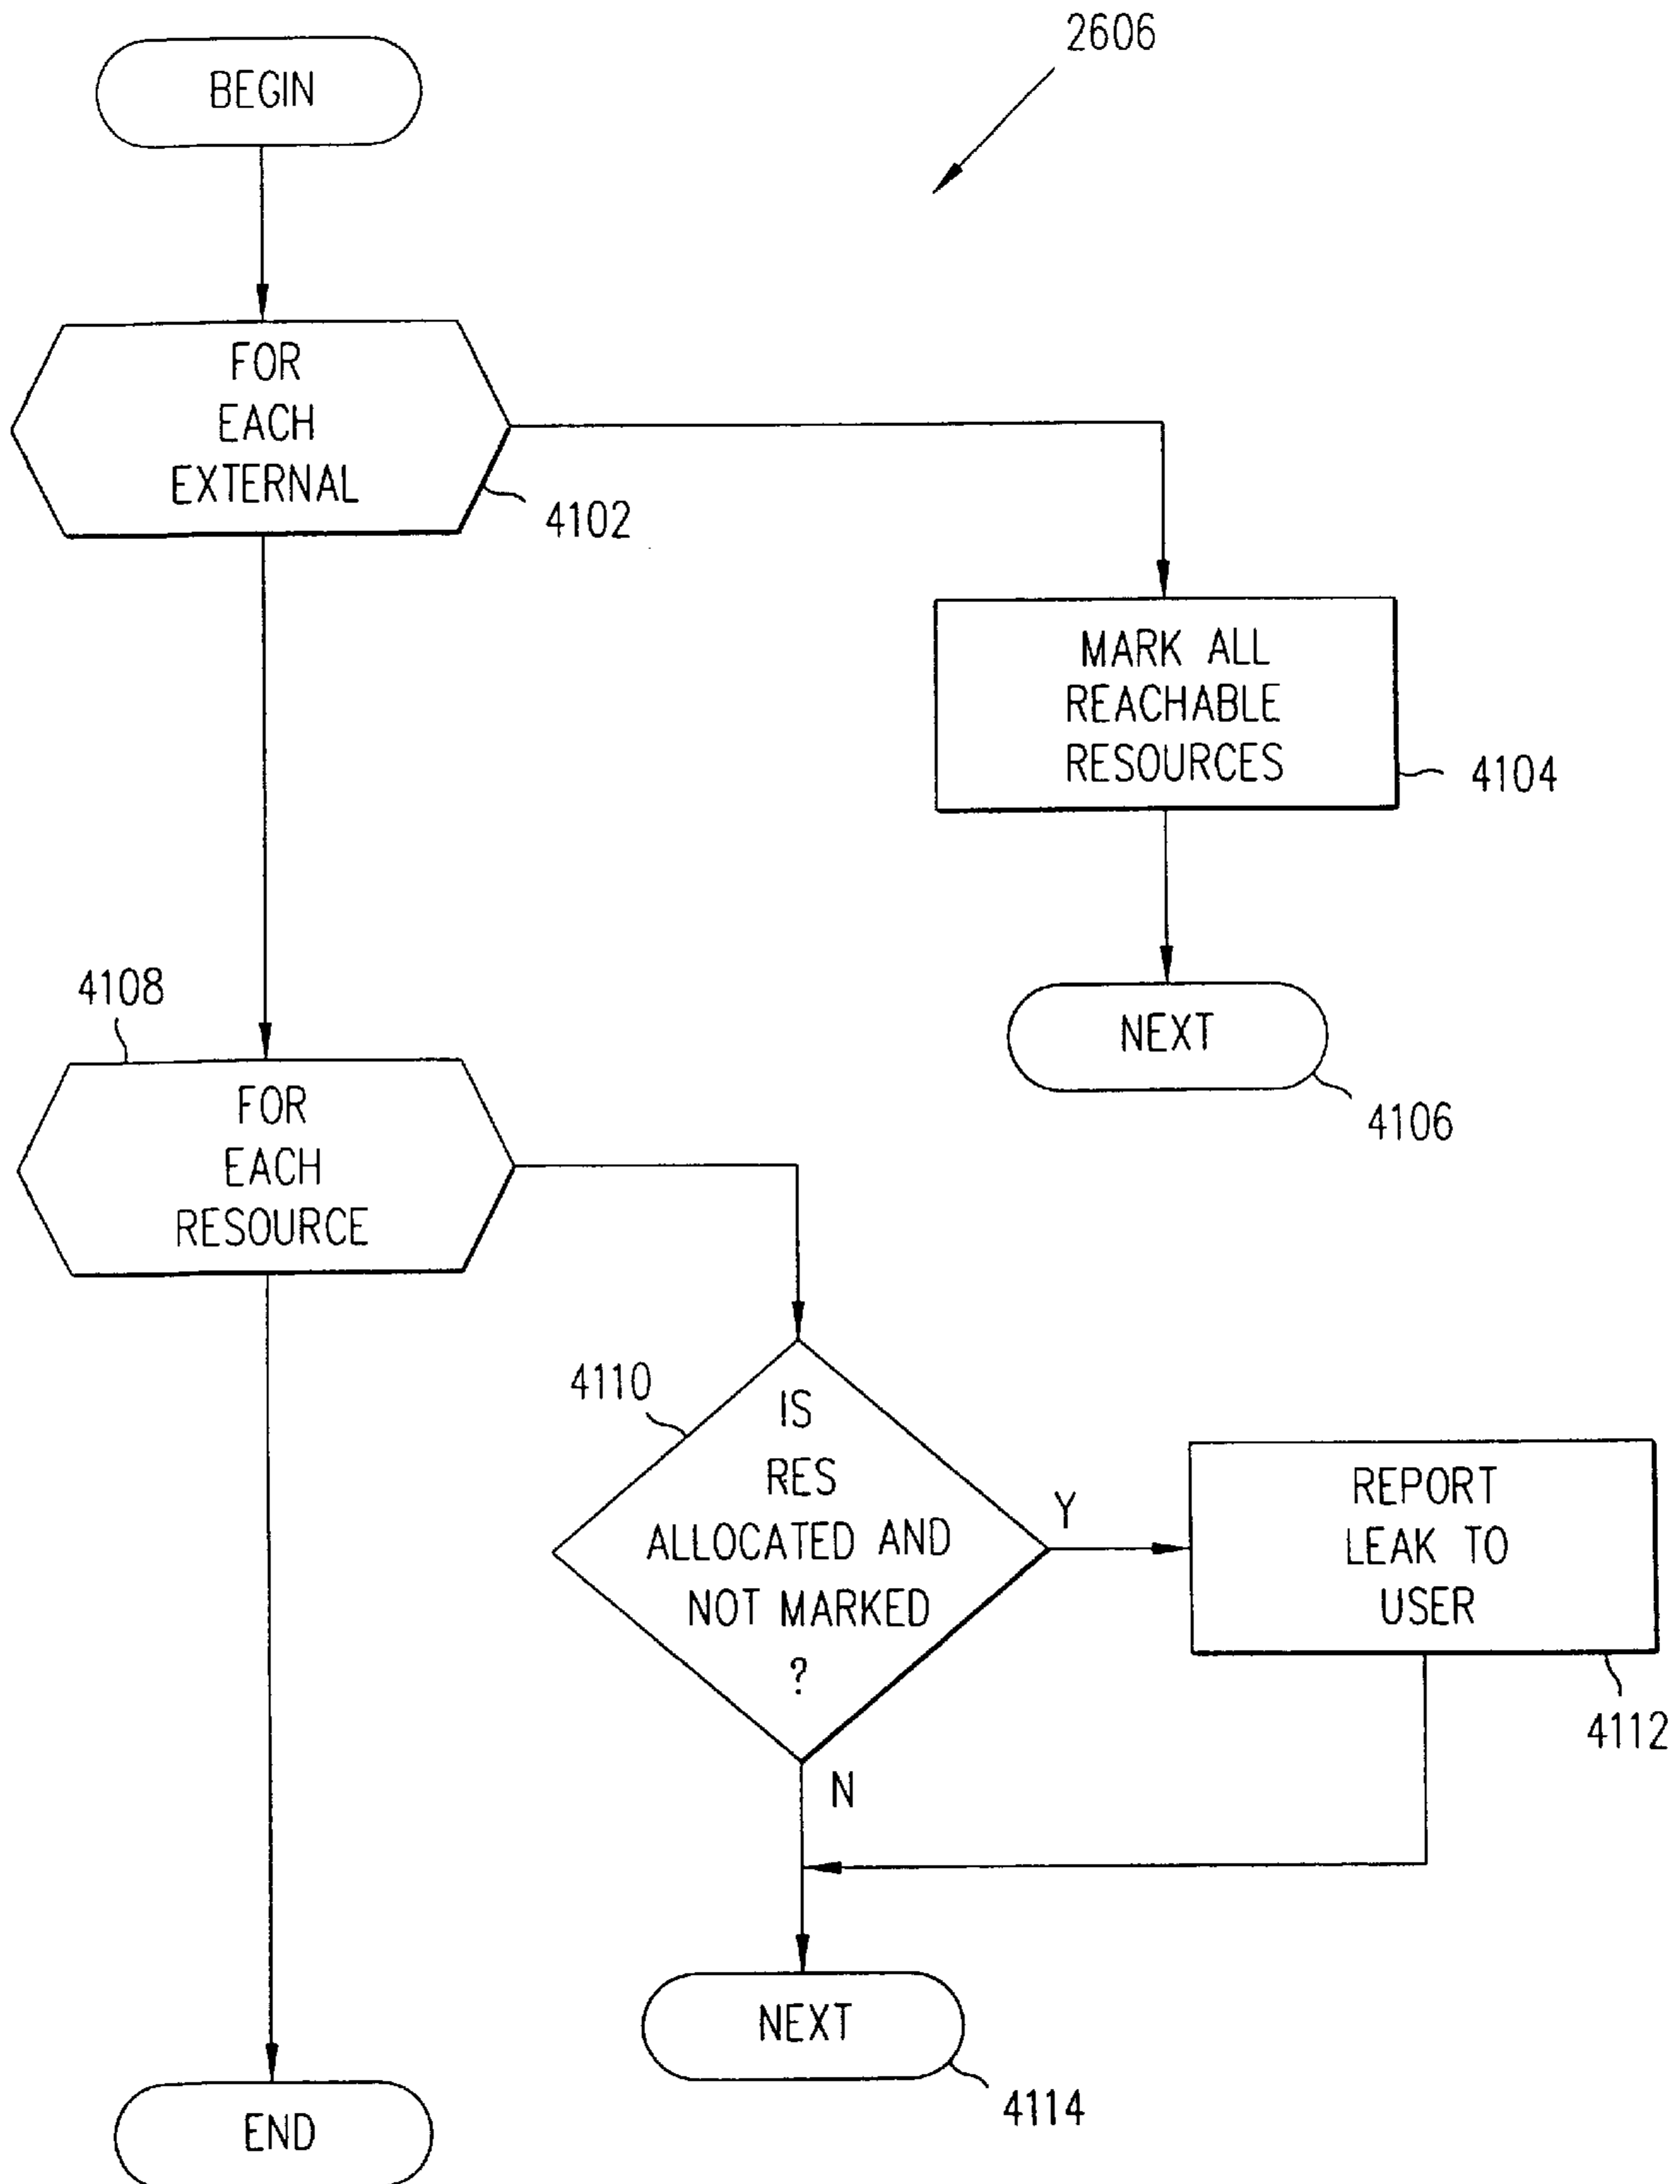 2606
BEGIN
FOR
EACH
EXTERNAL
4102
MARK ALL
REACHABLE
RESOURCES
4104
NEXT
4106
4108
FOR
EACH
RESOURCE
4110
IS
RES
ALLOCATED AND
NOT MARKED
?
Y
REPORT
LEAK TO
USER
4112
N
NEXT
4114
END